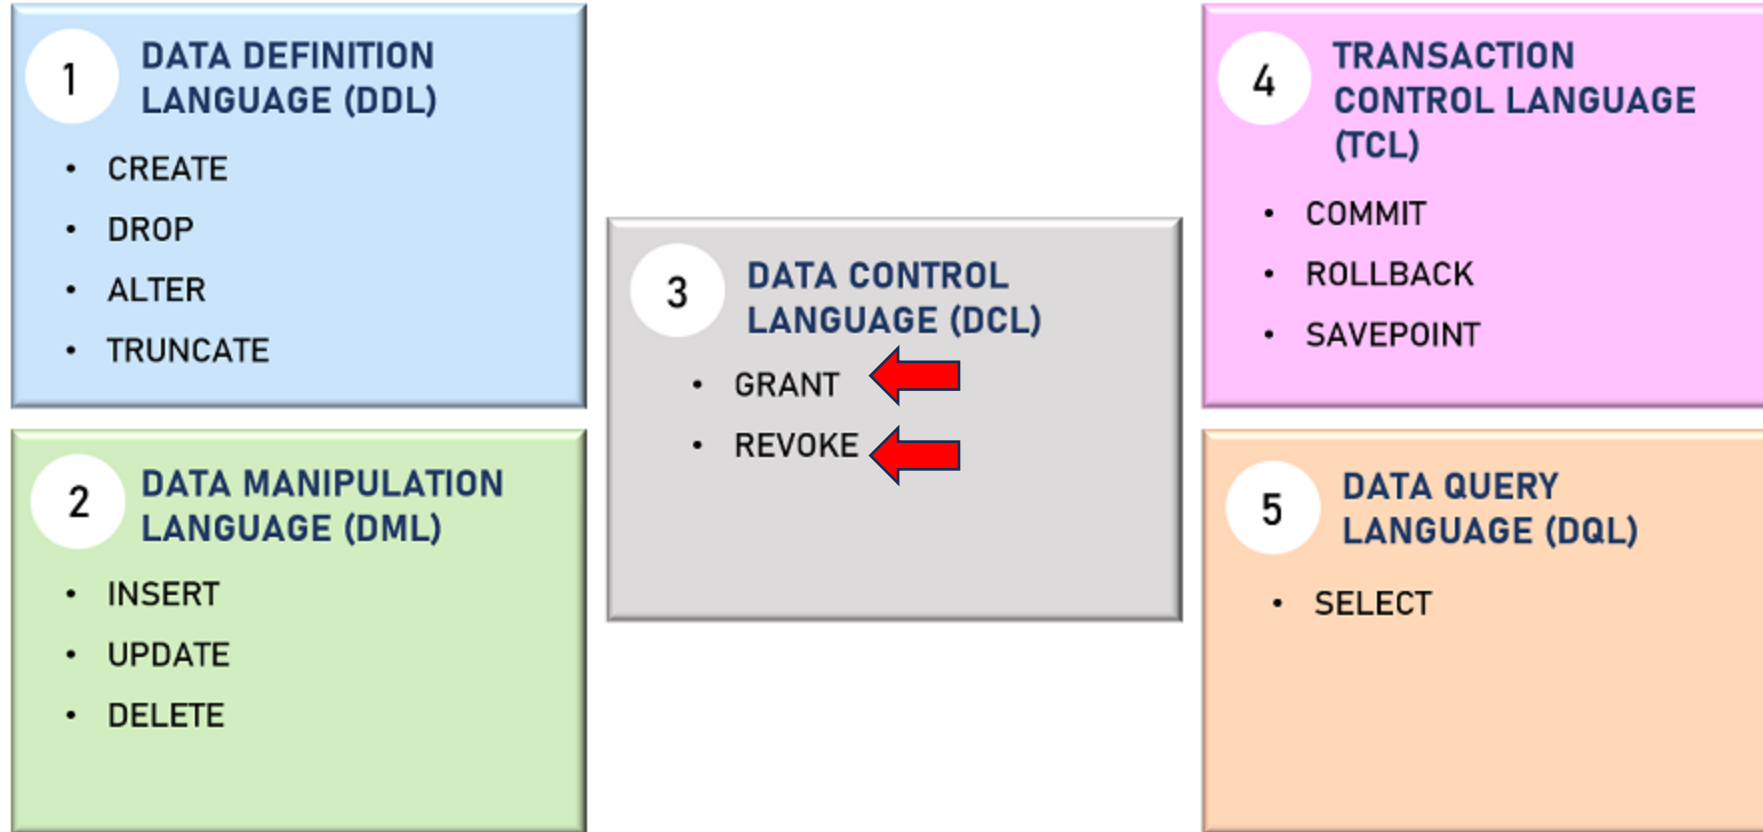 1
DATA DEFINITION
LANGUAGE (DDL)
• CREATE
• DROP
• ALTER
• TRUNCATE
2
DATA MANIPULATION
LANGUAGE (DML)
• INSERT
• UPDATE
• DELETE
3
DATA CONTROL
LANGUAGE (DCL)
• GRANT
• REVOKE
4
TRANSACTION
CONTROL LANGUAGE
(TCL)
• COMMIT
• ROLLBACK
• SAVEPOINT
5
DATA QUERY
LANGUAGE (DQL)
• SELECT